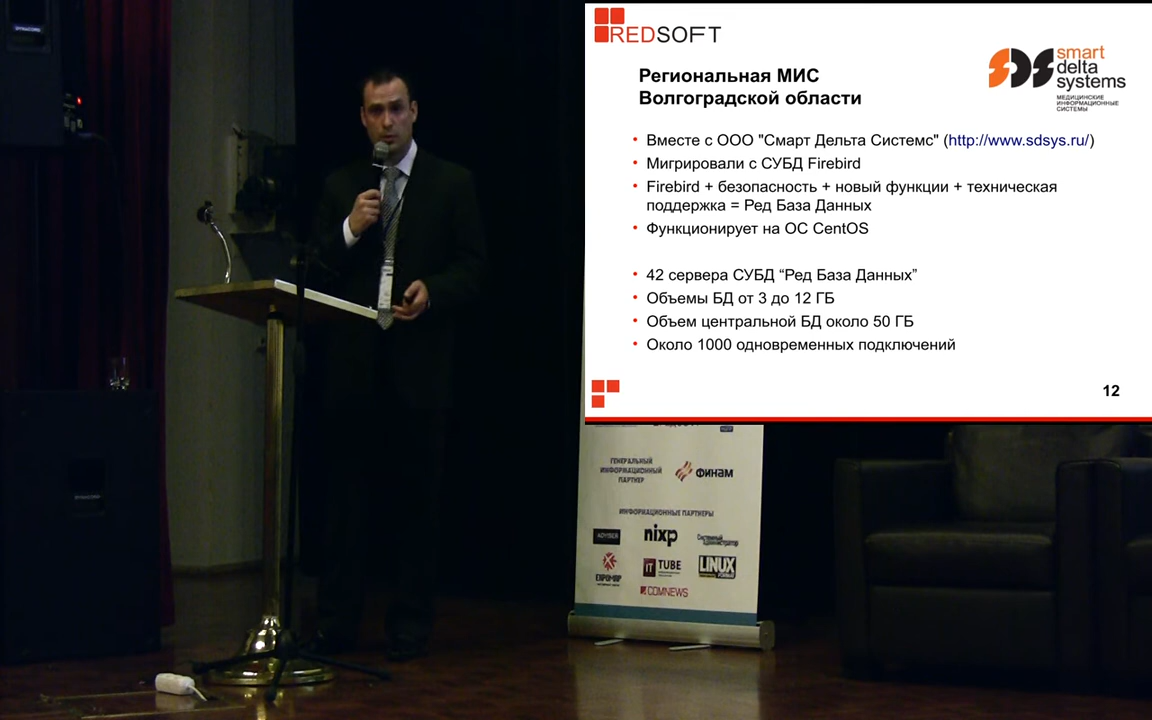 REDSOFT
smart
delta
systems
МЕДИЦИНСКИЕ
ИНФОРМАЦИОННЫЕ
СИСТЕМЫ
Региональная МИС
Волгоградской области
Вместе с ООО "Смарт Дельта Системс" (http://www.sdsys.ru/)
Мигрировали с СУБД Firebird
Firebird + безопасность + новый функции + техническая
поддержка = Ред База Данных
Функционирует на ОС CentOS
42 сервера СУБД “Ред База Данных”
Объемы БД от 3 до 12 ГБ
Объем центральной БД около 50 ГБ
Около 1000 одновременных подключений
12
ГЕНЕРАЛЬНЫЙ
ИНФОРМАЦИОННЫЙ
ПАРТНЕР
ФИНАМ
ИНФОРМАЦИОННЫЕ ПАРТНЕРЫ
nixp
Системный
администратор
IT TUBE
LINUX
COMNEWS